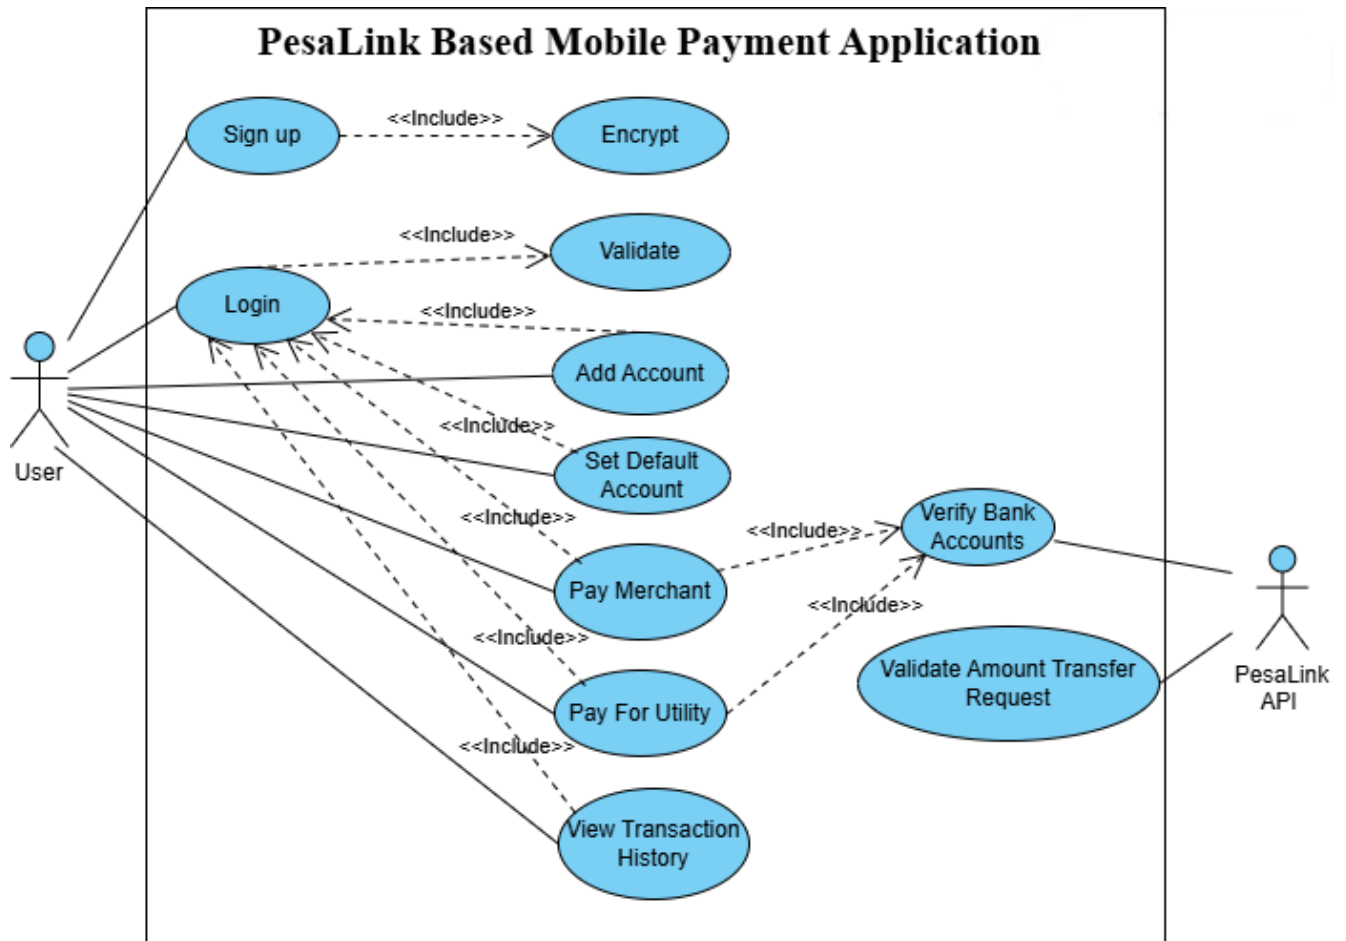 PesaLink Based Mobile Payment Application
Sign up
<<Include>>
Encrypt
<<Include>>
Validate
Login
<<Include>>
Add Account
User
<<Include>>
Set Default
Account
<<Include>>
Pay Merchant
<<Include>>
Verify Bank
Accounts
<<Include>>
<<Include>>
Pay For Utility
Validate Amount Transfer
Request
PesaLink
API
<<Include>>
View Transaction
History